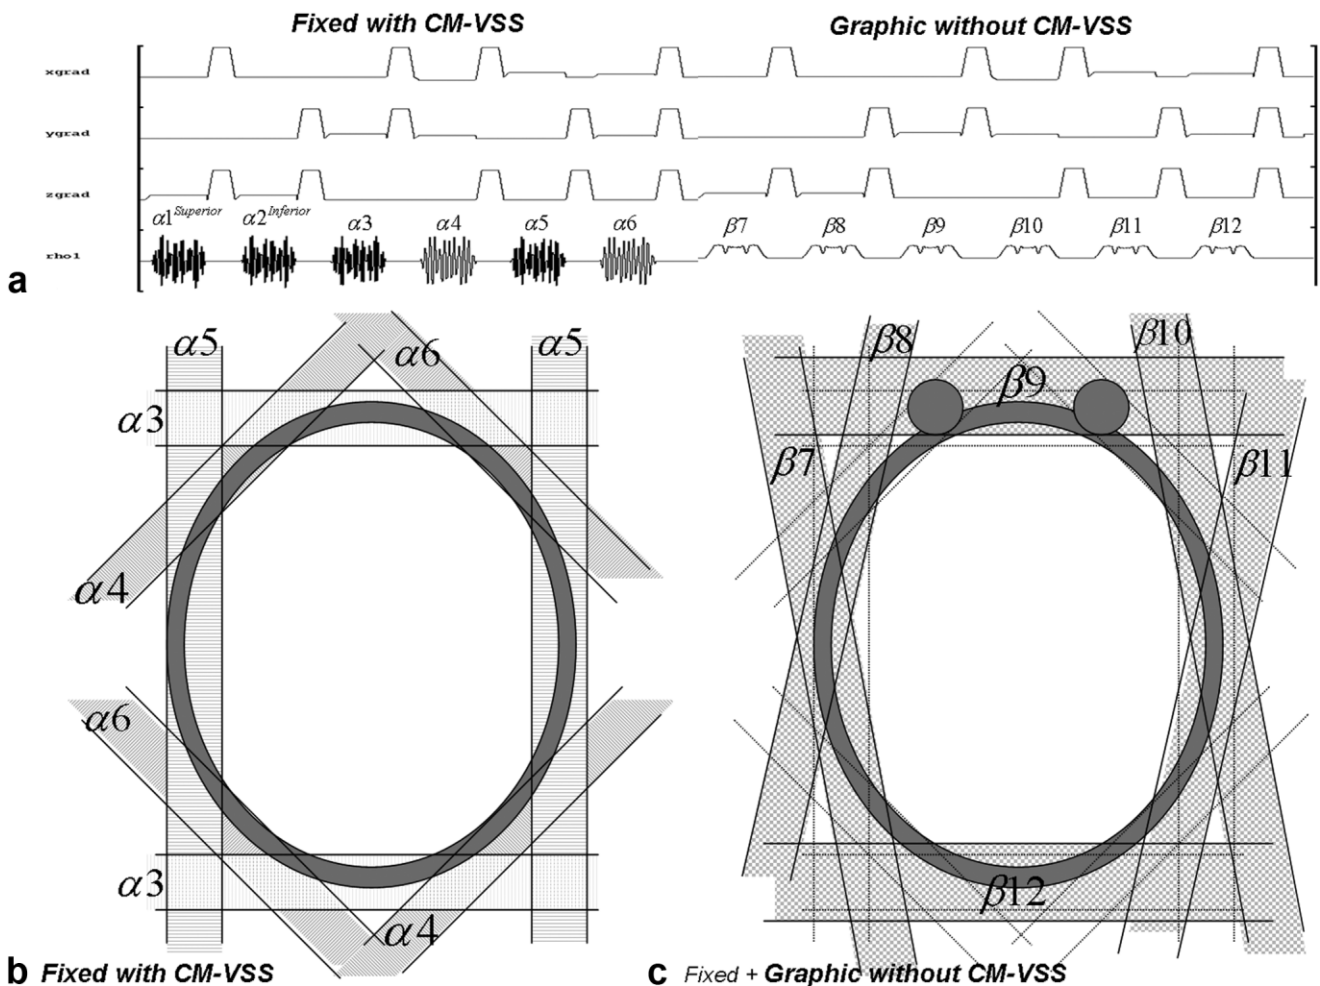 Fixed with CM-VSS Graphic without CM-VSS
xgrad
ygrad
zgrad
α1Superior α2Inferior α3 α4 α5 α6 β7 β8 β9 β10 β11 β12
rho1
a
α5 α5
α6
α3
α4
α6
α3
α4
b Fixed with CM-VSS
β8 β10
β9
β7 β11
β12
c Fixed + Graphic without CM-VSS